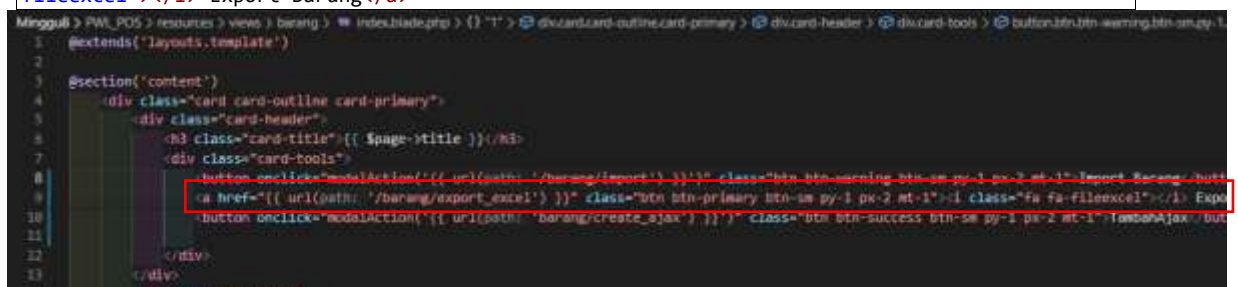 fileexcel"></i> Export Barang</a>
Minggu8 > PWL_POS > resources > views > barang > index.blade.php > {} "1" > div.card.card-outline.card-primary > div.card-header > div.card-tools > button.btn.btn-warning.btn-sm.py-1.
1 @extends('layouts.template')
2
3 @section('content')
4 <div class="card card-outline card-primary">
5 <div class="card-header">
6 <h3 class="card-title">{{ $page->title }}</h3>
7 <div class="card-tools">
8 <button onclick="modalAction('{{ url(path: '/barang/import') }}')" class="btn btn-warning btn-sm py-1 px-2 mt-1">Import Barang</butt
9 <a href="{{ url(path: '/barang/export_excel') }}" class="btn btn-primary btn-sm py-1 px-2 mt-1"><i class="fa fa-fileexcel"></i> Expo
10 <button onclick="modalAction('{{ url(path: 'barang/create_ajax') }}')" class="btn btn-success btn-sm py-1 px-2 mt-1">TambahAjax</but
11
12 </div>
13 </div>